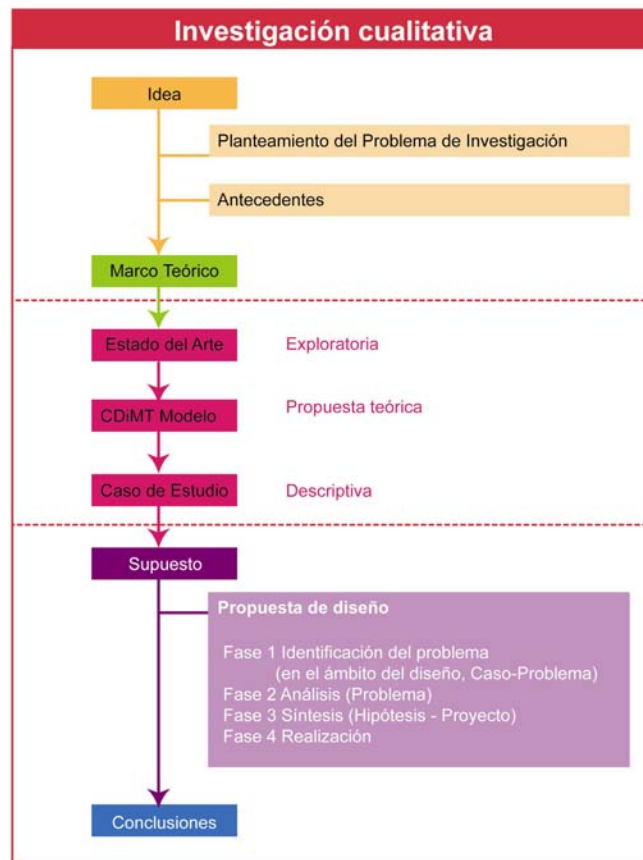 Investigación cualitativa
Idea
Planteamiento del Problema de Investigación
Antecedentes
Marco Teórico
Estado del Arte
Exploratoria
CDiMT Modelo
Propuesta teórica
Caso de Estudio
Descriptiva
Supuesto
Propuesta de diseño
Fase 1 Identificación del problema
(en el ámbito del diseño, Caso-Problema)
Fase 2 Análisis (Problema)
Fase 3 Síntesis (Hipótesis - Proyecto)
Fase 4 Realización
Conclusiones